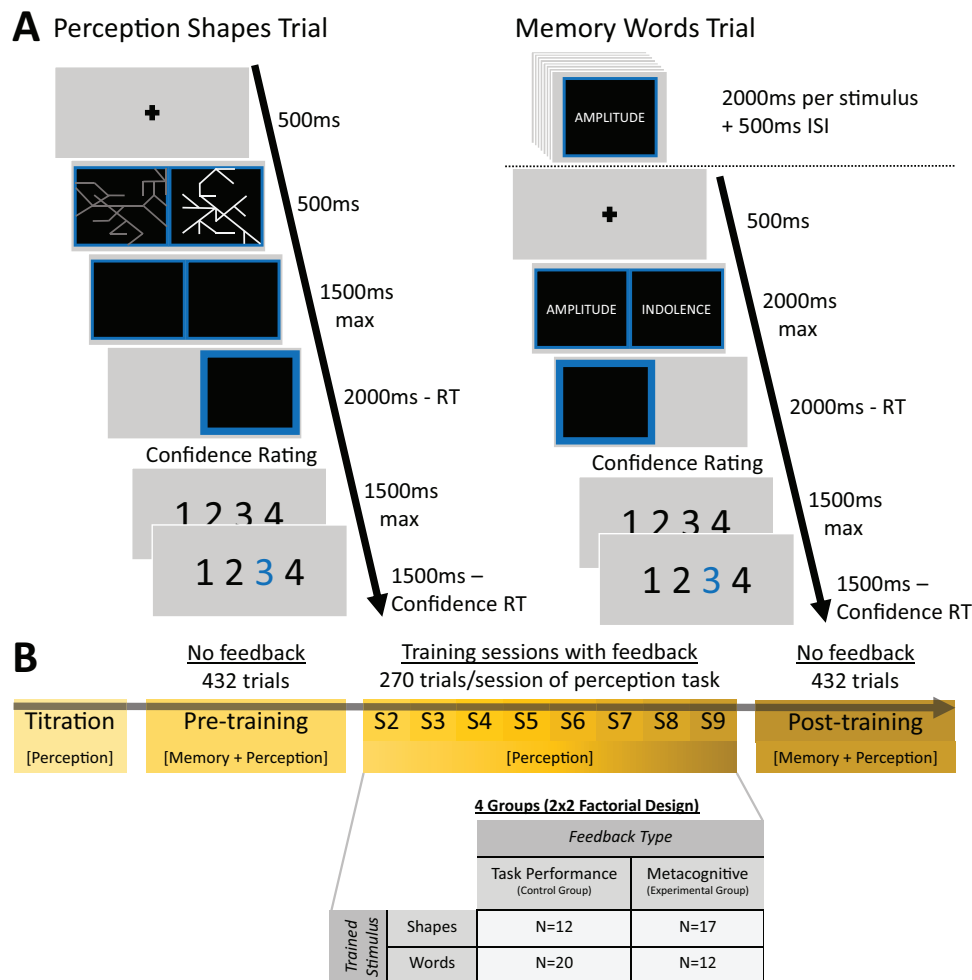 A Perception Shapes Trial
500ms
500ms
1500ms
max
2000ms - RT
Confidence Rating
1 2 3 4
1500ms
max
1 2 3 4
1500ms –
Confidence RT
Memory Words Trial
AMPLITUDE
2000ms per stimulus
+ 500ms ISI
500ms
AMPLITUDE INDOLENCE
2000ms
max
2000ms - RT
Confidence Rating
1 2 3 4
1500ms
max
1 2 3 4
1500ms –
Confidence RT
B
No feedback
432 trials
Training sessions with feedback
270 trials/session of perception task
No feedback
432 trials
Titration Pre-training S2 S3 S4 S5 S6 S7 S8 S9 Post-training
[Perception] [Memory + Perception] [Perception] [Memory + Perception]
4 Groups (2x2 Factorial Design)
Feedback Type
Task Performance
(Control Group)
Metacognitive
(Experimental Group)
Trained
Stimulus
Shapes N=12 N=17
Words N=20 N=12